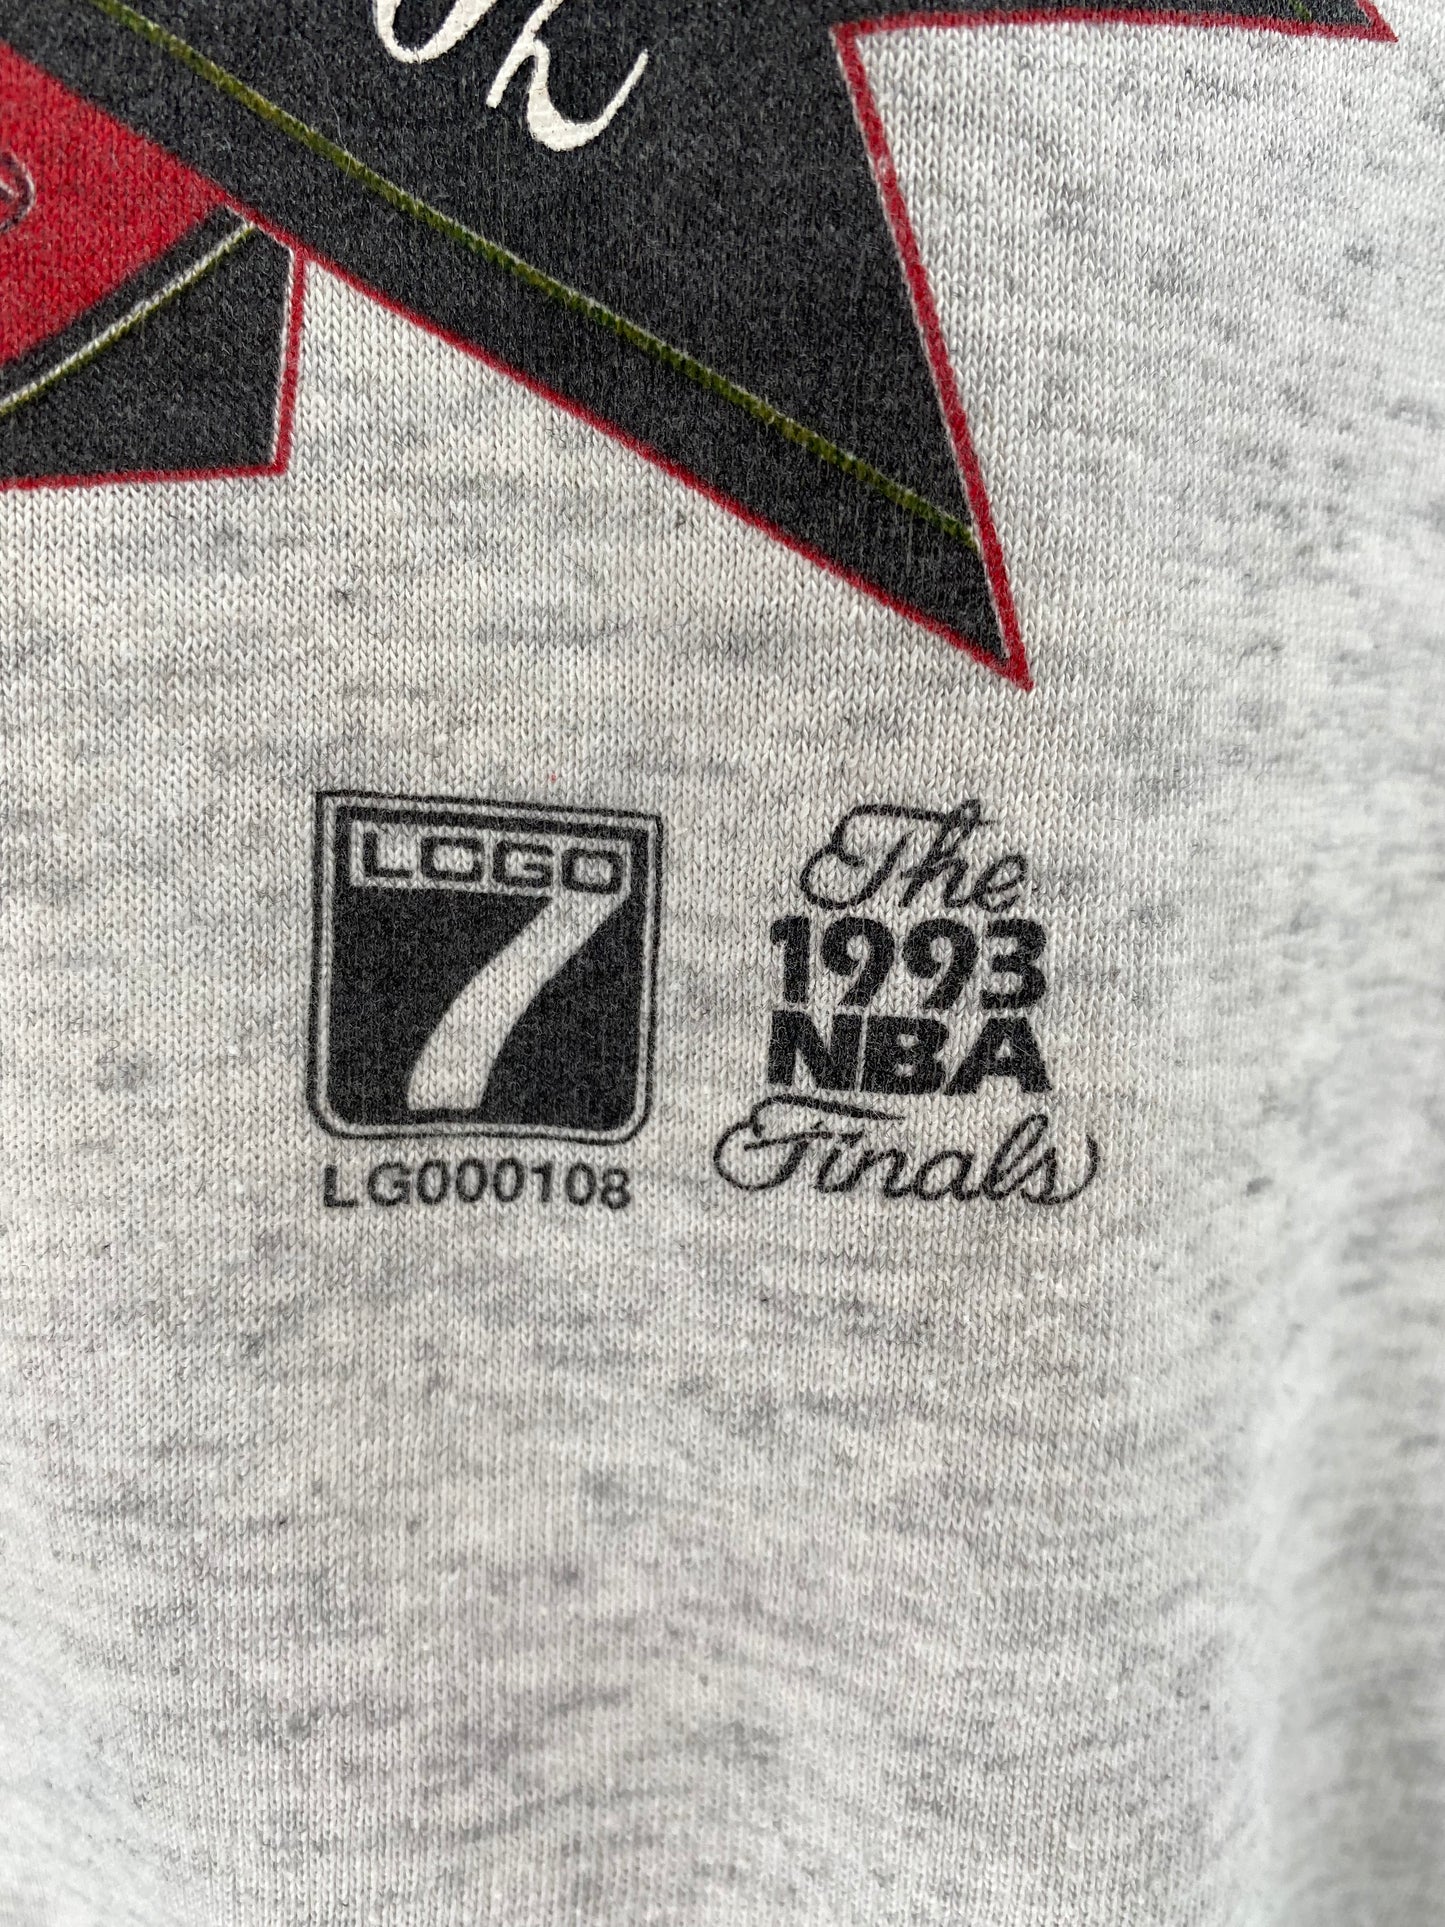 LOGO
7
LG000108
The
1993
NBA
Finals